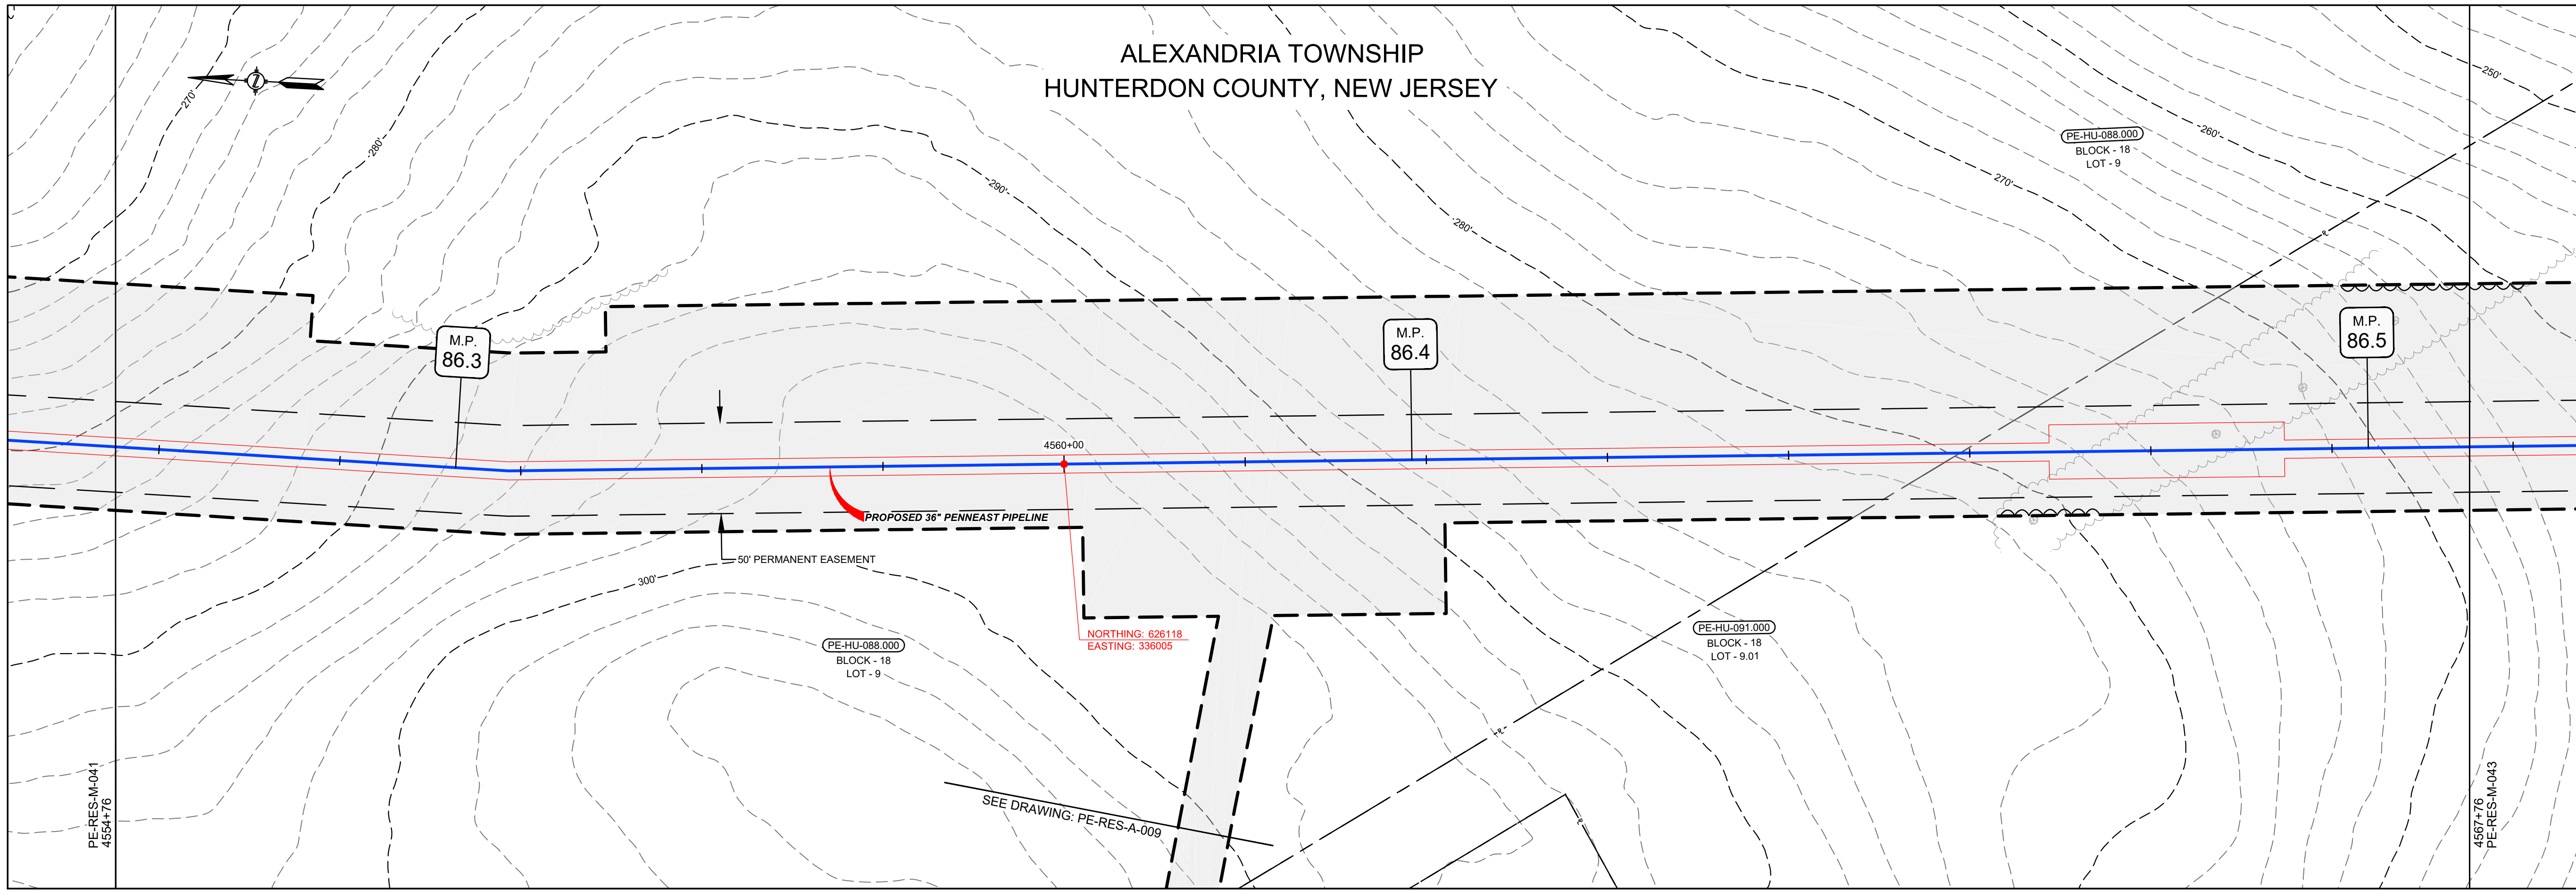 ALEXANDRIA TOWNSHIP
HUNTERDON COUNTY, NEW JERSEY
Z
270'
280'
290'
280'
270'
260'
250'
PE-HU-088.000
BLOCK - 18
LOT - 9
M.P.
86.3
M.P.
86.4
M.P.
86.5
4560+00
PROPOSED 36" PENNEAST PIPELINE
50' PERMANENT EASEMENT
300'
NORTHING: 626118
EASTING: 336005
PE-HU-088.000
BLOCK - 18
LOT - 9
PE-HU-091.000
BLOCK - 18
LOT - 9.01
SEE DRAWING: PE-RES-A-009
PE-RES-M-041
4554+76
4567+76
PE-RES-M-043